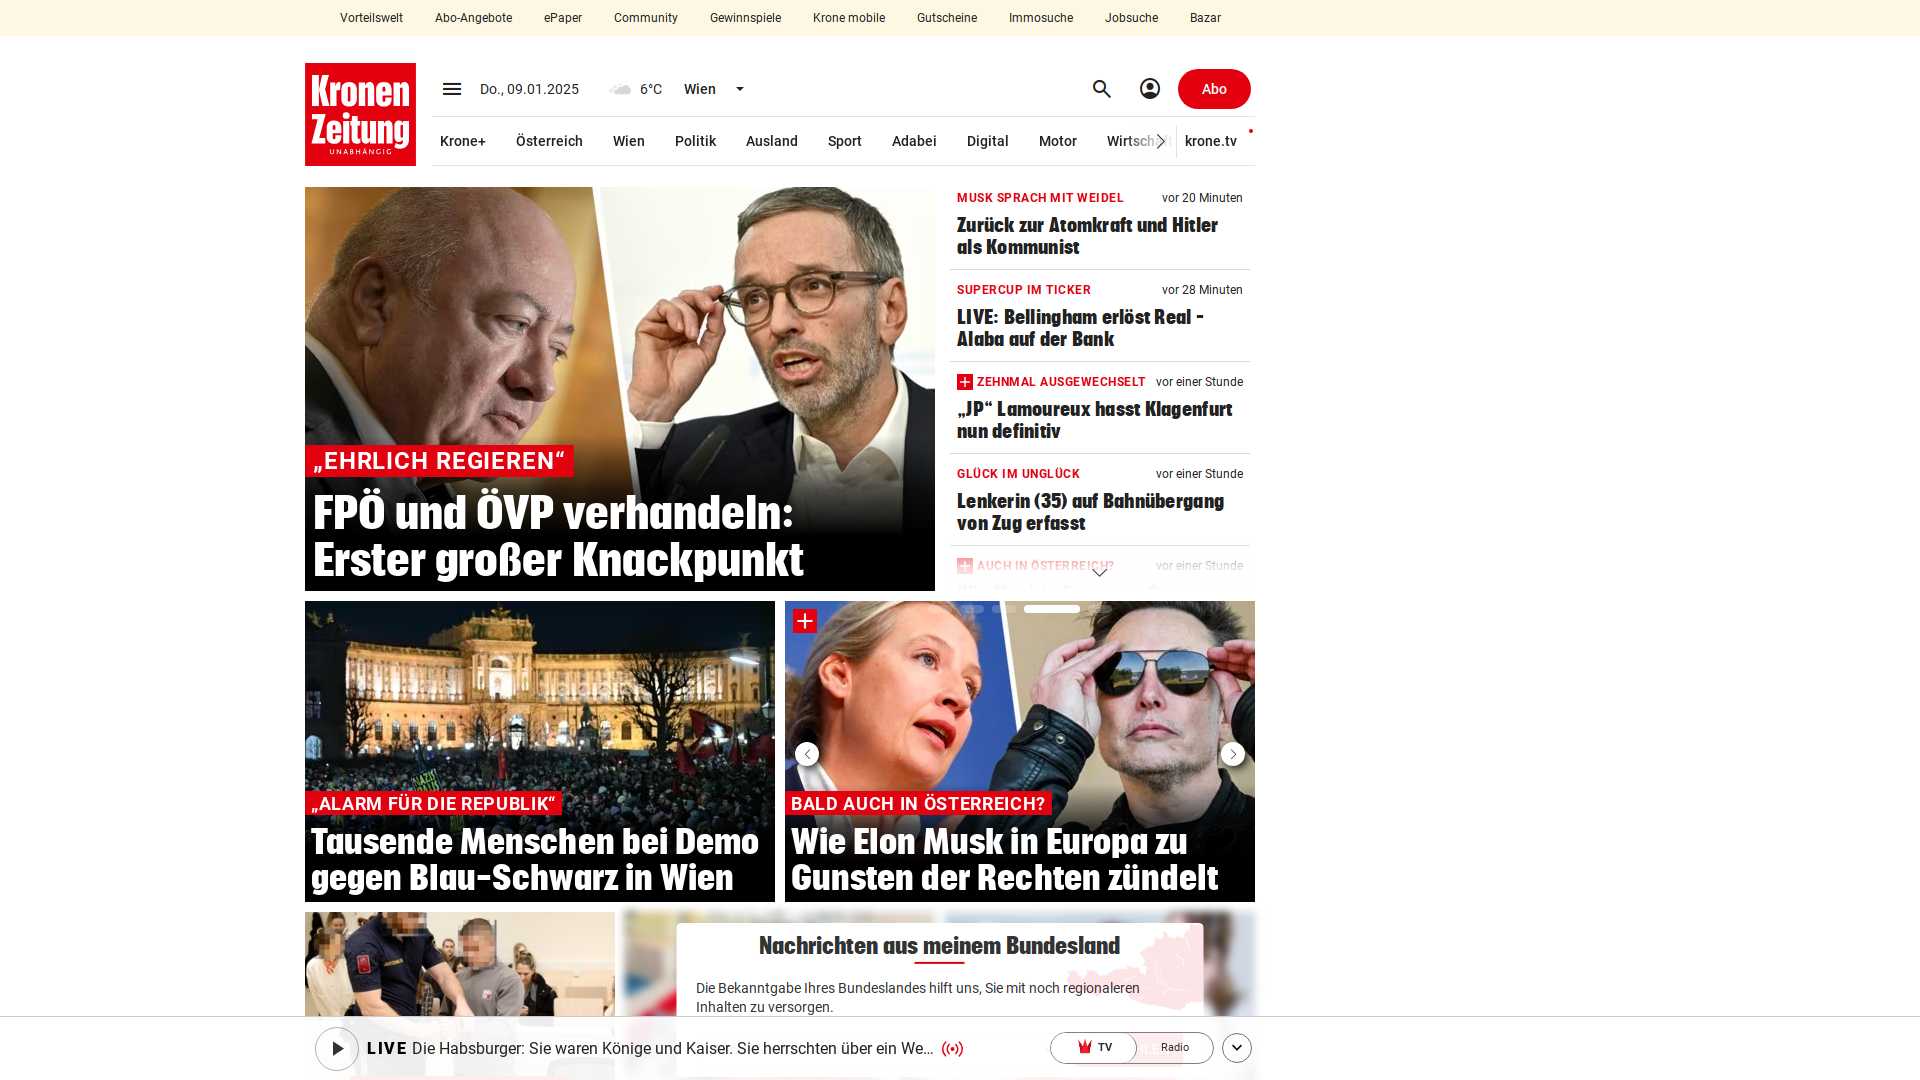 Vorteilswelt Abo-Angebote ePaper Community Gewinnspiele Krone mobile Gutscheine Immosuche Jobsuche Bazar
Kronen
Zeitung
UNABHÄNGIG
Do., 09.01.2025 6°C Wien
Abo
Krone+ Österreich Wien Politik Ausland Sport Adabei Digital Motor Wirtschaft krone.tv
„EHRLICH REGIEREN“
FPÖ und ÖVP verhandeln:
Erster großer Knackpunkt
MUSK SPRACH MIT WEIDEL vor 20 Minuten
Zurück zur Atomkraft und Hitler
als Kommunist
SUPERCUP IM TICKER vor 28 Minuten
LIVE: Bellingham erlöst Real –
Alaba auf der Bank
ZEHNMAL AUSGEWECHSELT vor einer Stunde
„JP“ Lamoureux hasst Klagenfurt
nun definitiv
GLÜCK IM UNGLÜCK vor einer Stunde
Lenkerin (35) auf Bahnübergang
von Zug erfasst
AUCH IN ÖSTERREICH? vor einer Stunde
„ALARM FÜR DIE REPUBLIK“
Tausende Menschen bei Demo
gegen Blau-Schwarz in Wien
BALD AUCH IN ÖSTERREICH?
Wie Elon Musk in Europa zu
Gunsten der Rechten zündelt
Nachrichten aus meinem Bundesland
Die Bekanntgabe Ihres Bundeslandes hilft uns, Sie mit noch regionaleren
Inhalten zu versorgen.
LIVE Die Habsburger: Sie waren Könige und Kaiser. Sie herrschten über ein We...
TV Radio